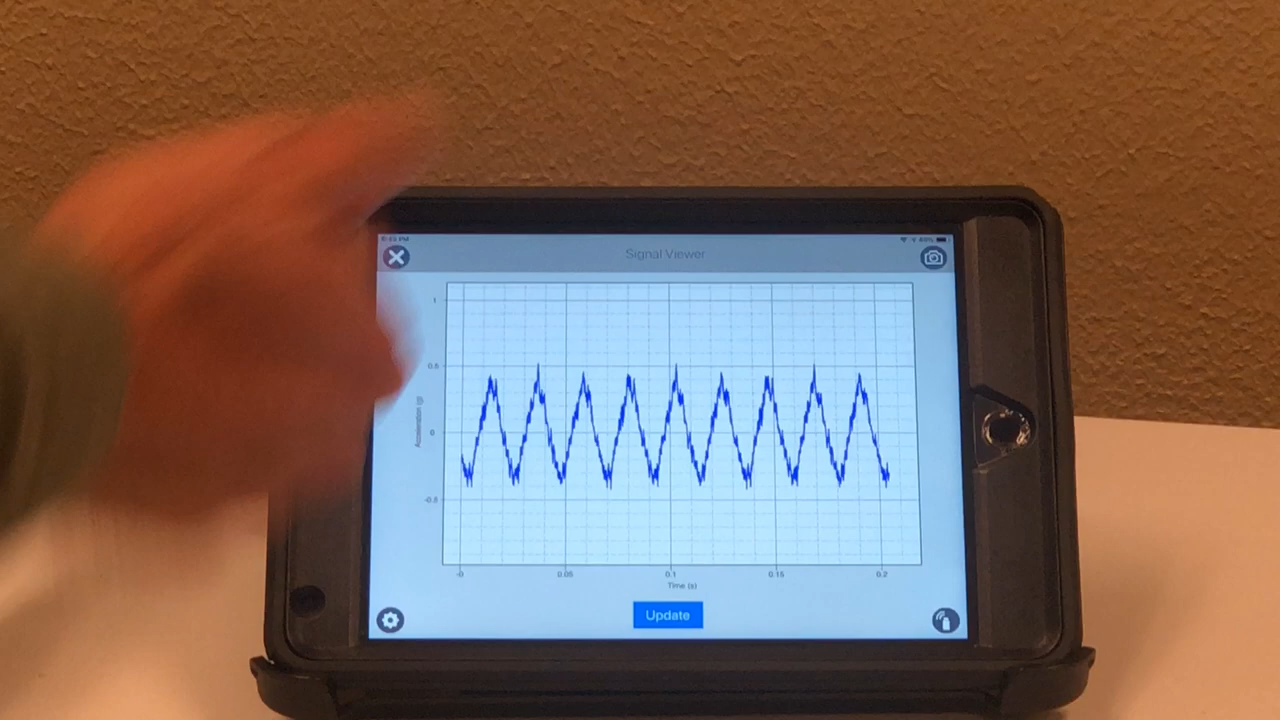 Signal Viewer
1
0.5
0
-0.5
Acceleration (g)
-0
0.05
0.1
0.15
0.2
Time (s)
Update